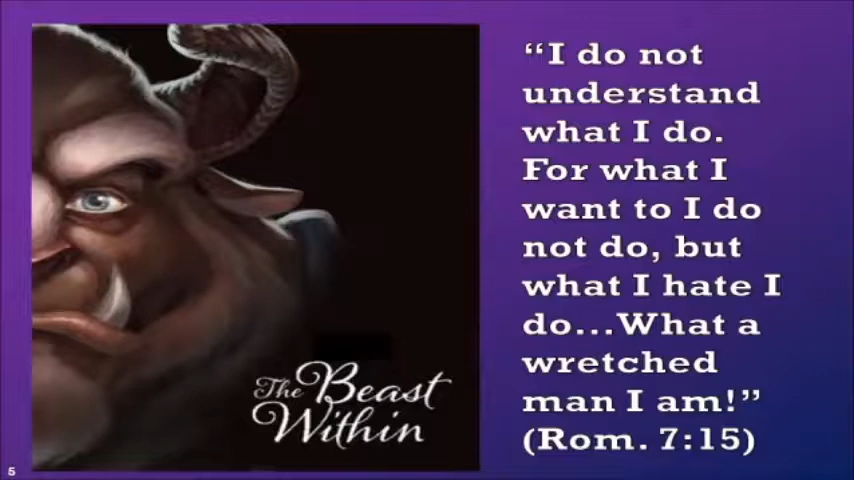 “I do not
understand
what I do.
For what I
want to I do
not do, but
what I hate I
do...What a
wretched
man I am!”
(Rom. 7:15)
The Beast
Within
5